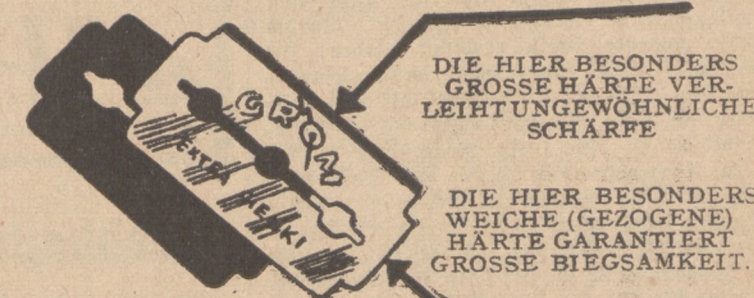 GROM
EXTRA CIENKI
DIE HIER BESONDERS
GROSSE HÄRTE VER-
LEIHT UNGEWÖHNLICHE
SCHÄRFE
DIE HIER BESONDERS
WEICHE (GEZOGENE)
HÄRTE GARANTIERT
GROSSE BIEGSAMKEIT.